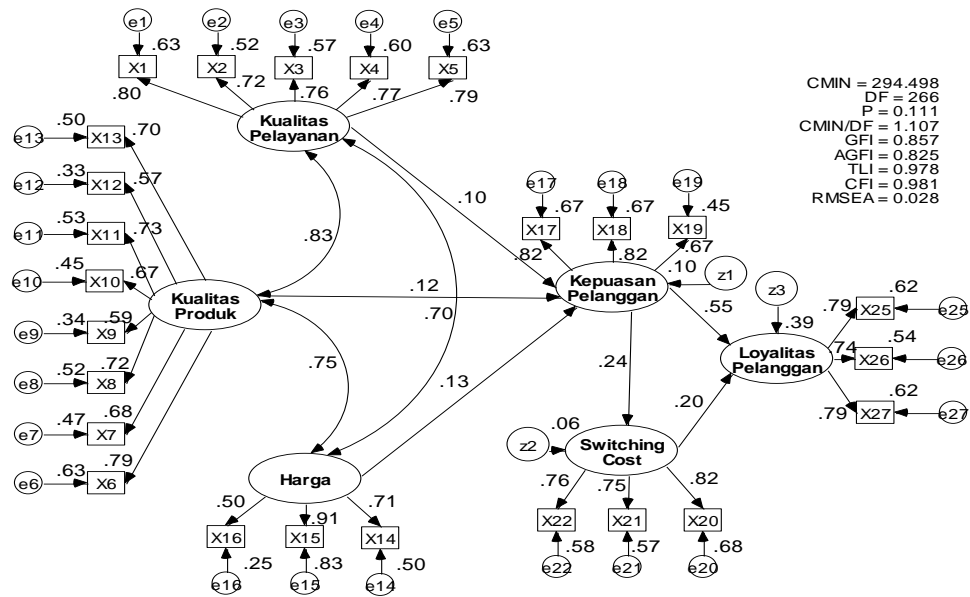 e1
e2
e3
e4
e5
.63
.52
.57
.60
.63
X1
X2
X3
X4
X5
.80
.72
.76
.77
.79
Kualitas
Pelayanan
CMIN = 294.498
DF = 266
P = 0.111
CMIN/DF = 1.107
GFI = 0.857
AGFI = 0.825
TLI = 0.978
CFI = 0.981
RMSEA = 0.028
e13
.50
X13
.70
e12
.33
X12
.57
e11
.53
X11
.73
e10
.45
X10
.67
e9
.34
X9
.59
e8
.52
X8
.72
e7
.47
X7
.68
e6
.63
X6
.79
Kualitas
Produk
.83
.70
.75
.10
.12
.13
Harga
.50
.91
.71
X16
X15
X14
.25
.83
.50
e16
e15
e14
e17
e18
e19
.67
.67
.45
X17
X18
X19
.82
.82
.67
Kepuasan
Pelanggan
.10
z1
.55
.24
z3
.39
Loyalitas
Pelanggan
.20
.79
X25
.62
e25
.74
X26
.54
e26
.79
X27
.62
e27
z2
.06
Switching
Cost
.76
.75
.82
X22
X21
X20
.58
.57
.68
e22
e21
e20